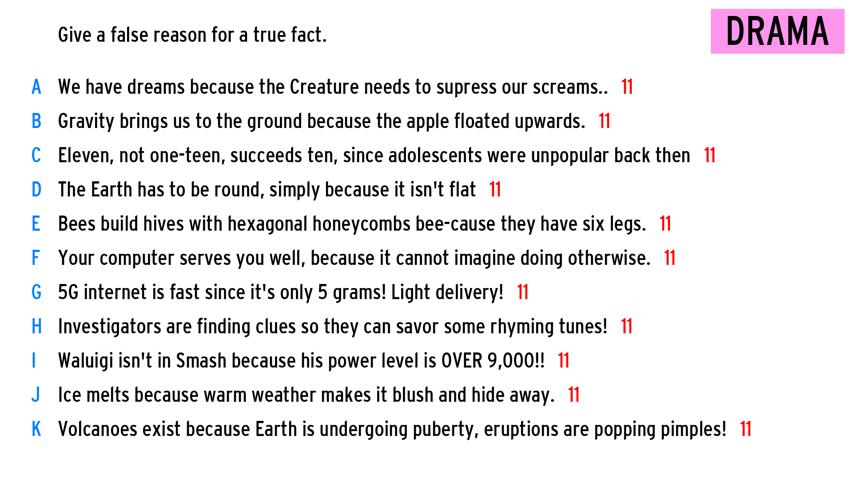 Give a false reason for a true fact.
DRAMA
A We have dreams because the Creature needs to supress our screams.. 11
B Gravity brings us to the ground because the apple floated upwards. 11
C Eleven, not one-teen, succeeds ten, since adolescents were unpopular back then 11
D The Earth has to be round, simply because it isn't flat 11
E Bees build hives with hexagonal honeycombs bee-cause they have six legs. 11
F Your computer serves you well, because it cannot imagine doing otherwise. 11
G 5G internet is fast since it's only 5 grams! Light delivery! 11
H Investigators are finding clues so they can savor some rhyming tunes! 11
I Waluigi isn't in Smash because his power level is OVER 9,000!! 11
J Ice melts because warm weather makes it blush and hide away. 11
K Volcanoes exist because Earth is undergoing puberty, eruptions are popping pimples! 11